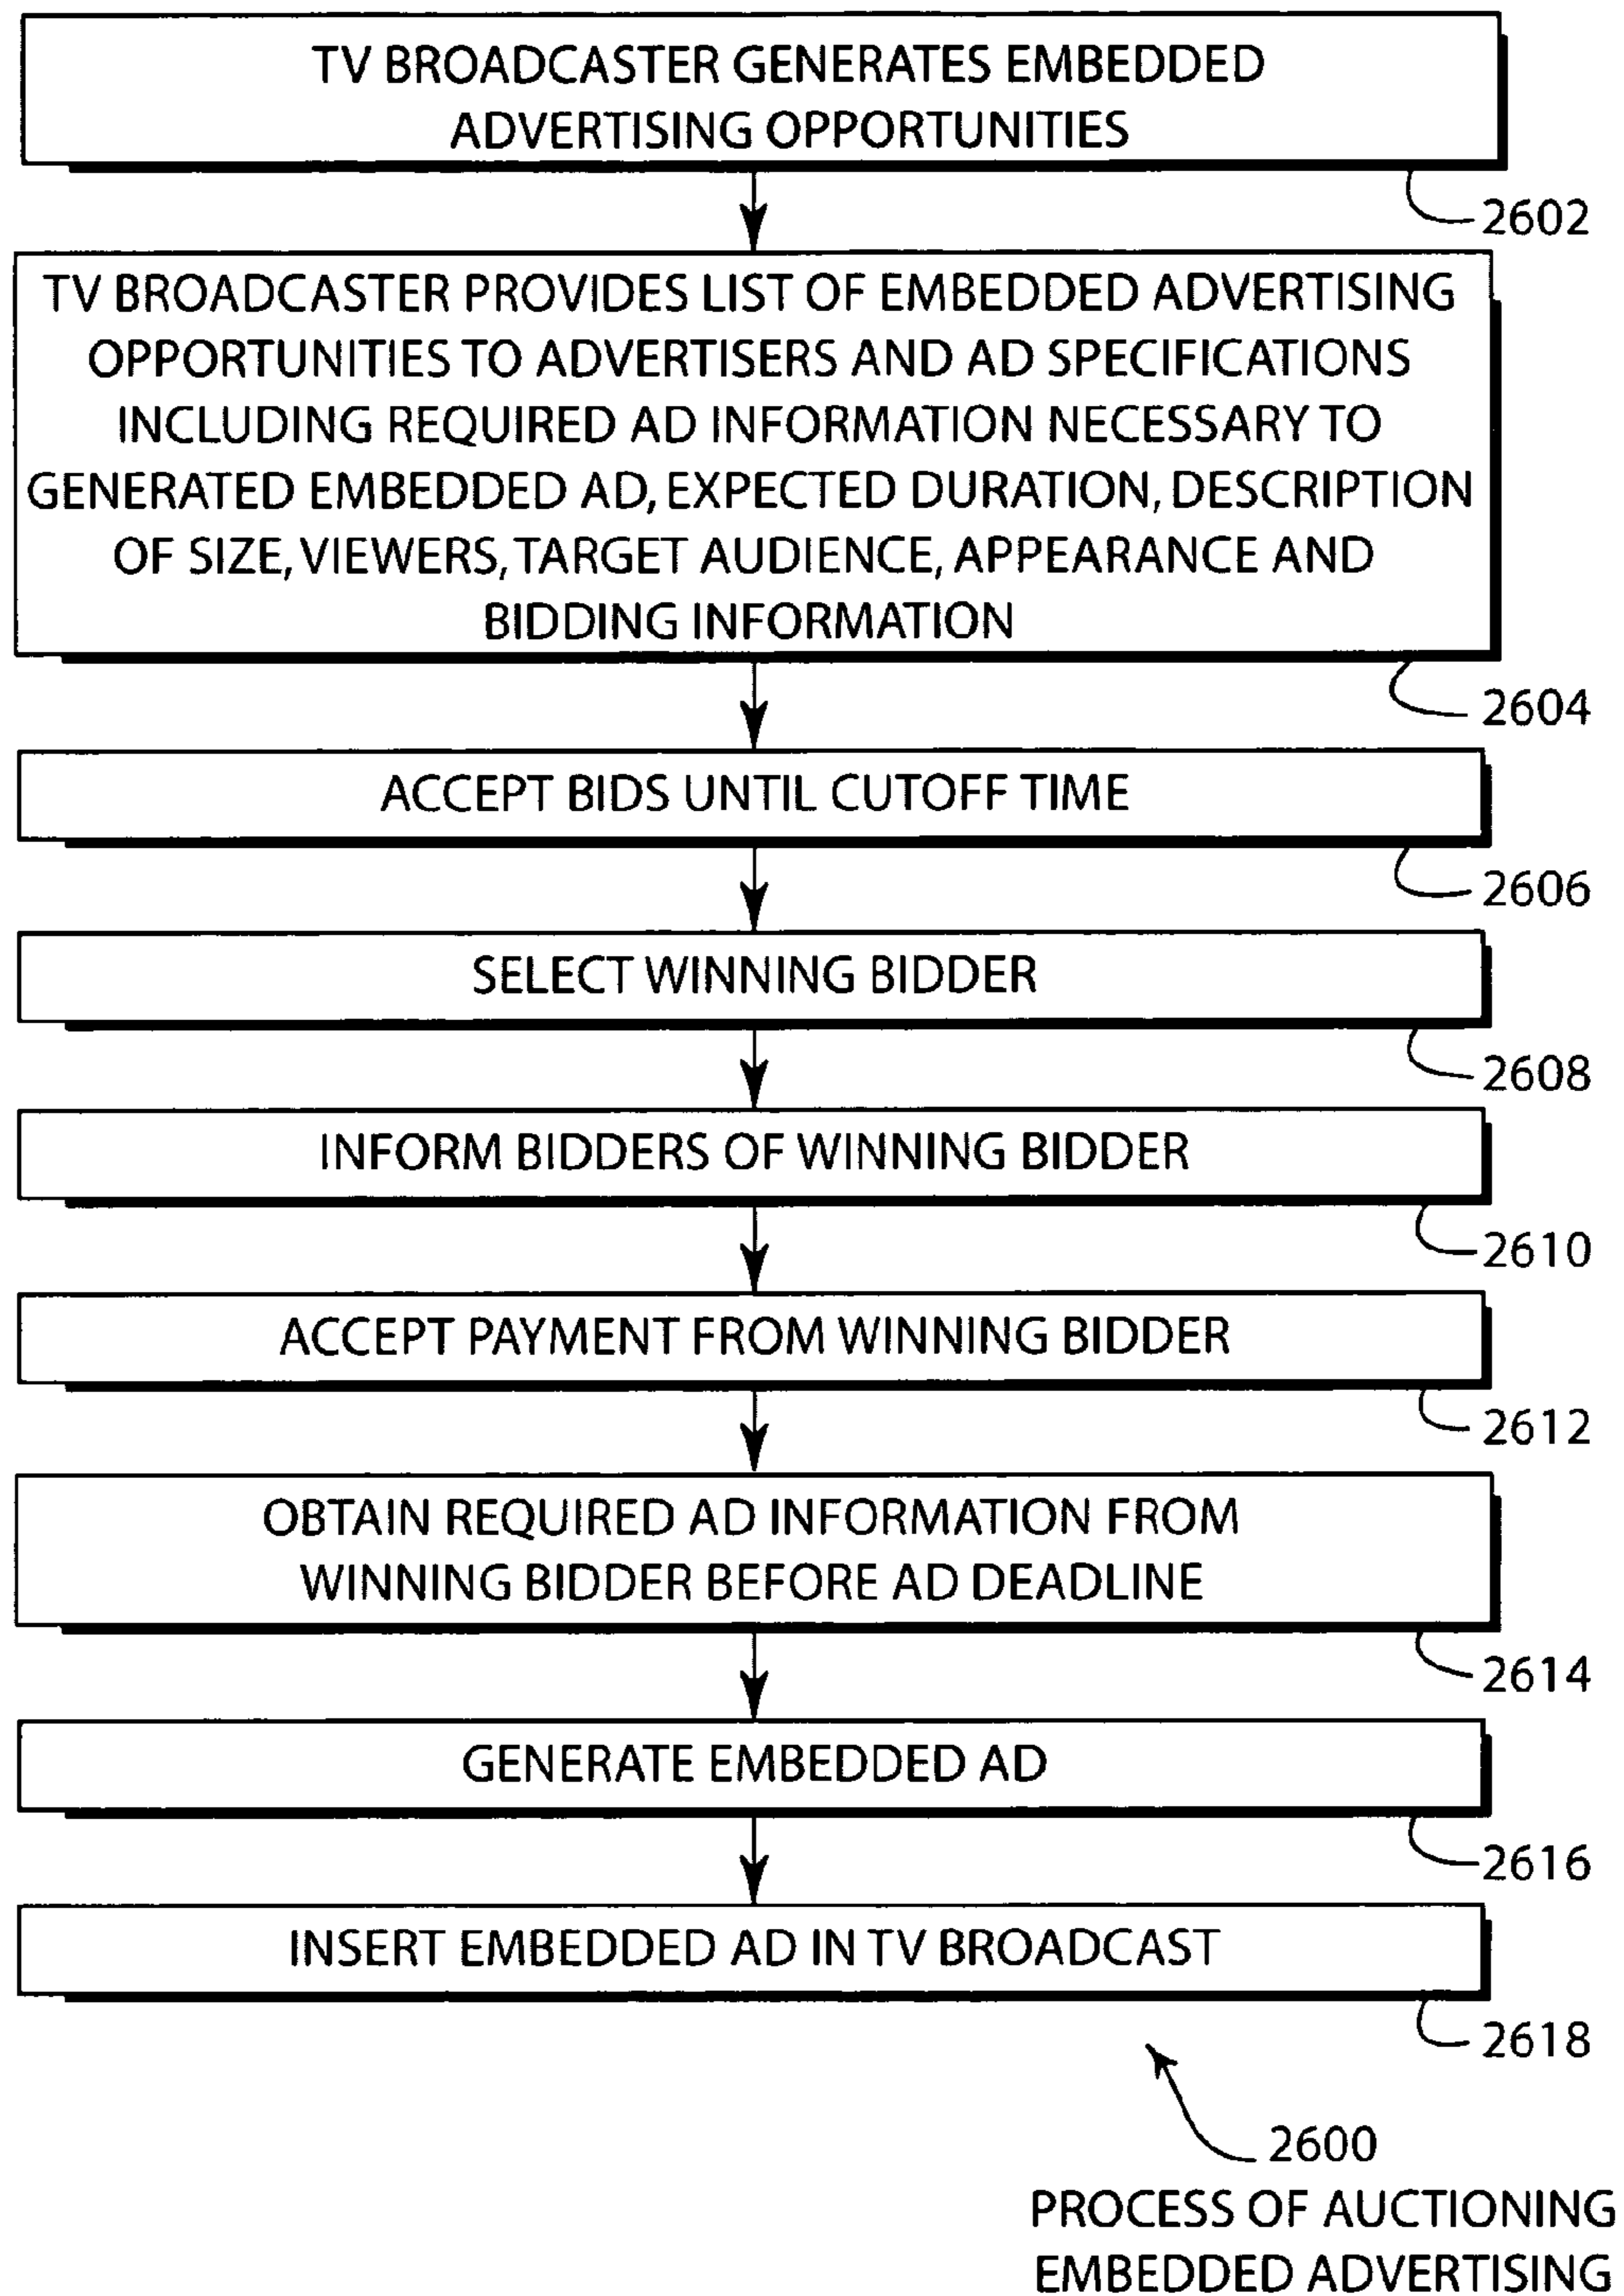 TV BROADCASTER GENERATES EMBEDDED
ADVERTISING OPPORTUNITIES
2602
TV BROADCASTER PROVIDES LIST OF EMBEDDED ADVERTISING
OPPORTUNITIES TO ADVERTISERS AND AD SPECIFICATIONS
INCLUDING REQUIRED AD INFORMATION NECESSARY TO
GENERATED EMBEDDED AD, EXPECTED DURATION, DESCRIPTION
OF SIZE, VIEWERS, TARGET AUDIENCE, APPEARANCE AND
BIDDING INFORMATION
2604
ACCEPT BIDS UNTIL CUTOFF TIME
2606
SELECT WINNING BIDDER
2608
INFORM BIDDERS OF WINNING BIDDER
2610
ACCEPT PAYMENT FROM WINNING BIDDER
2612
OBTAIN REQUIRED AD INFORMATION FROM
WINNING BIDDER BEFORE AD DEADLINE
2614
GENERATE EMBEDDED AD
2616
INSERT EMBEDDED AD IN TV BROADCAST
2618
2600
PROCESS OF AUCTIONING
EMBEDDED ADVERTISING